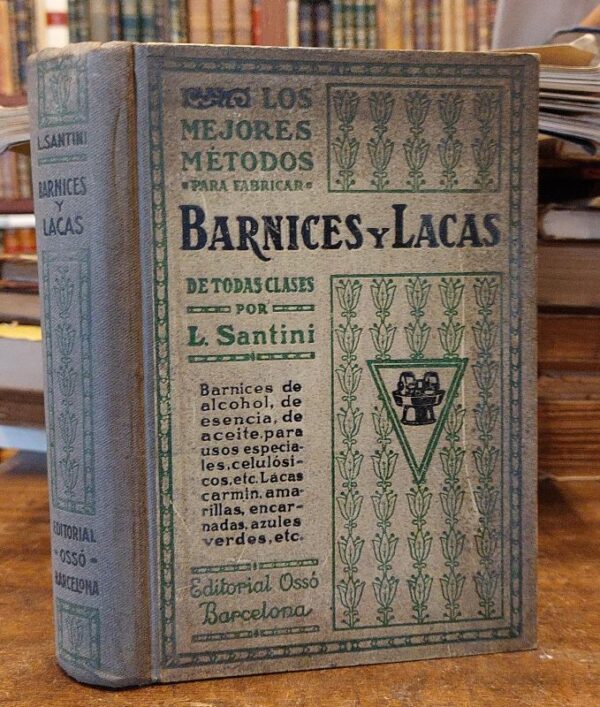 L. SANTINI
BARNICES
Y
LACAS
EDITORIAL
OSSÓ
BARCELONA
LOS
MEJORES
MÉTODOS
PARA FABRICAR
BARNICES Y LACAS
DE TODAS CLASES
POR
L. Santini
Barnices de
alcohol, de
esencia, de
aceite, para
usos especia-
les, celulósi-
cos, etc. Lacas
carmín, ama-
rillas, encar-
nadas, azules
verdes, etc.
Editorial Ossó
Barcelona